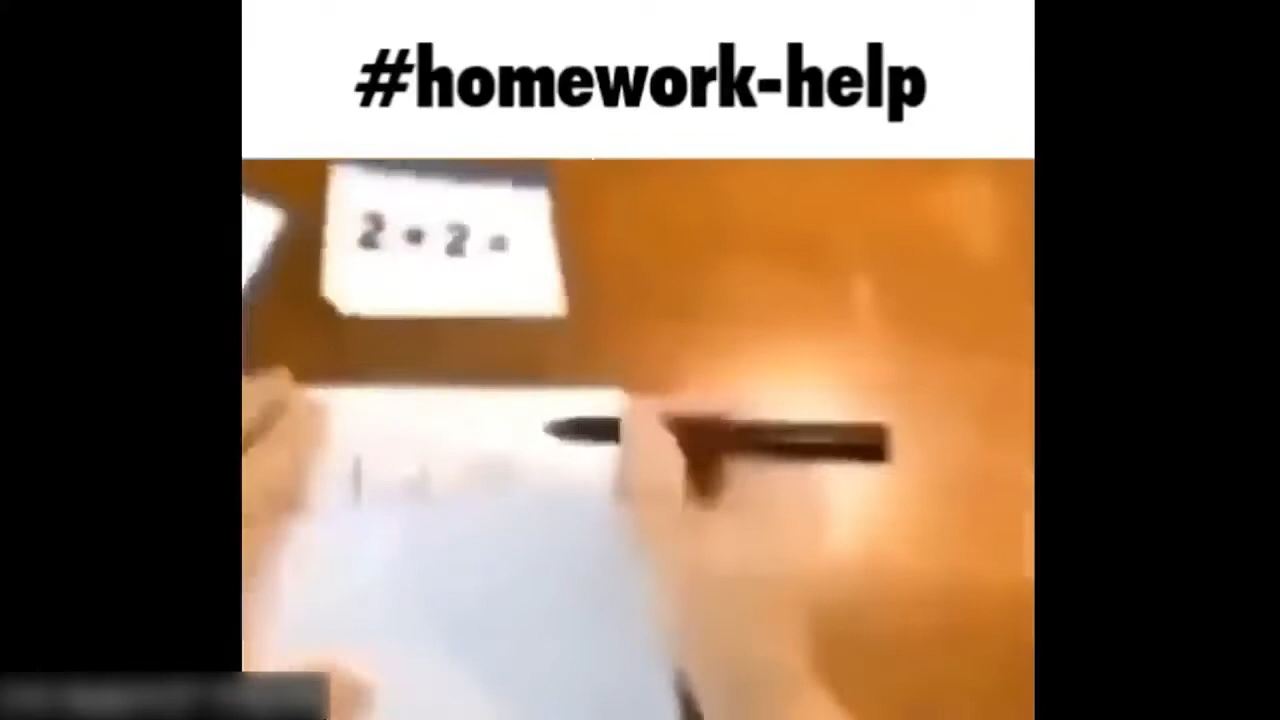 #homework-help
2 + 2 =